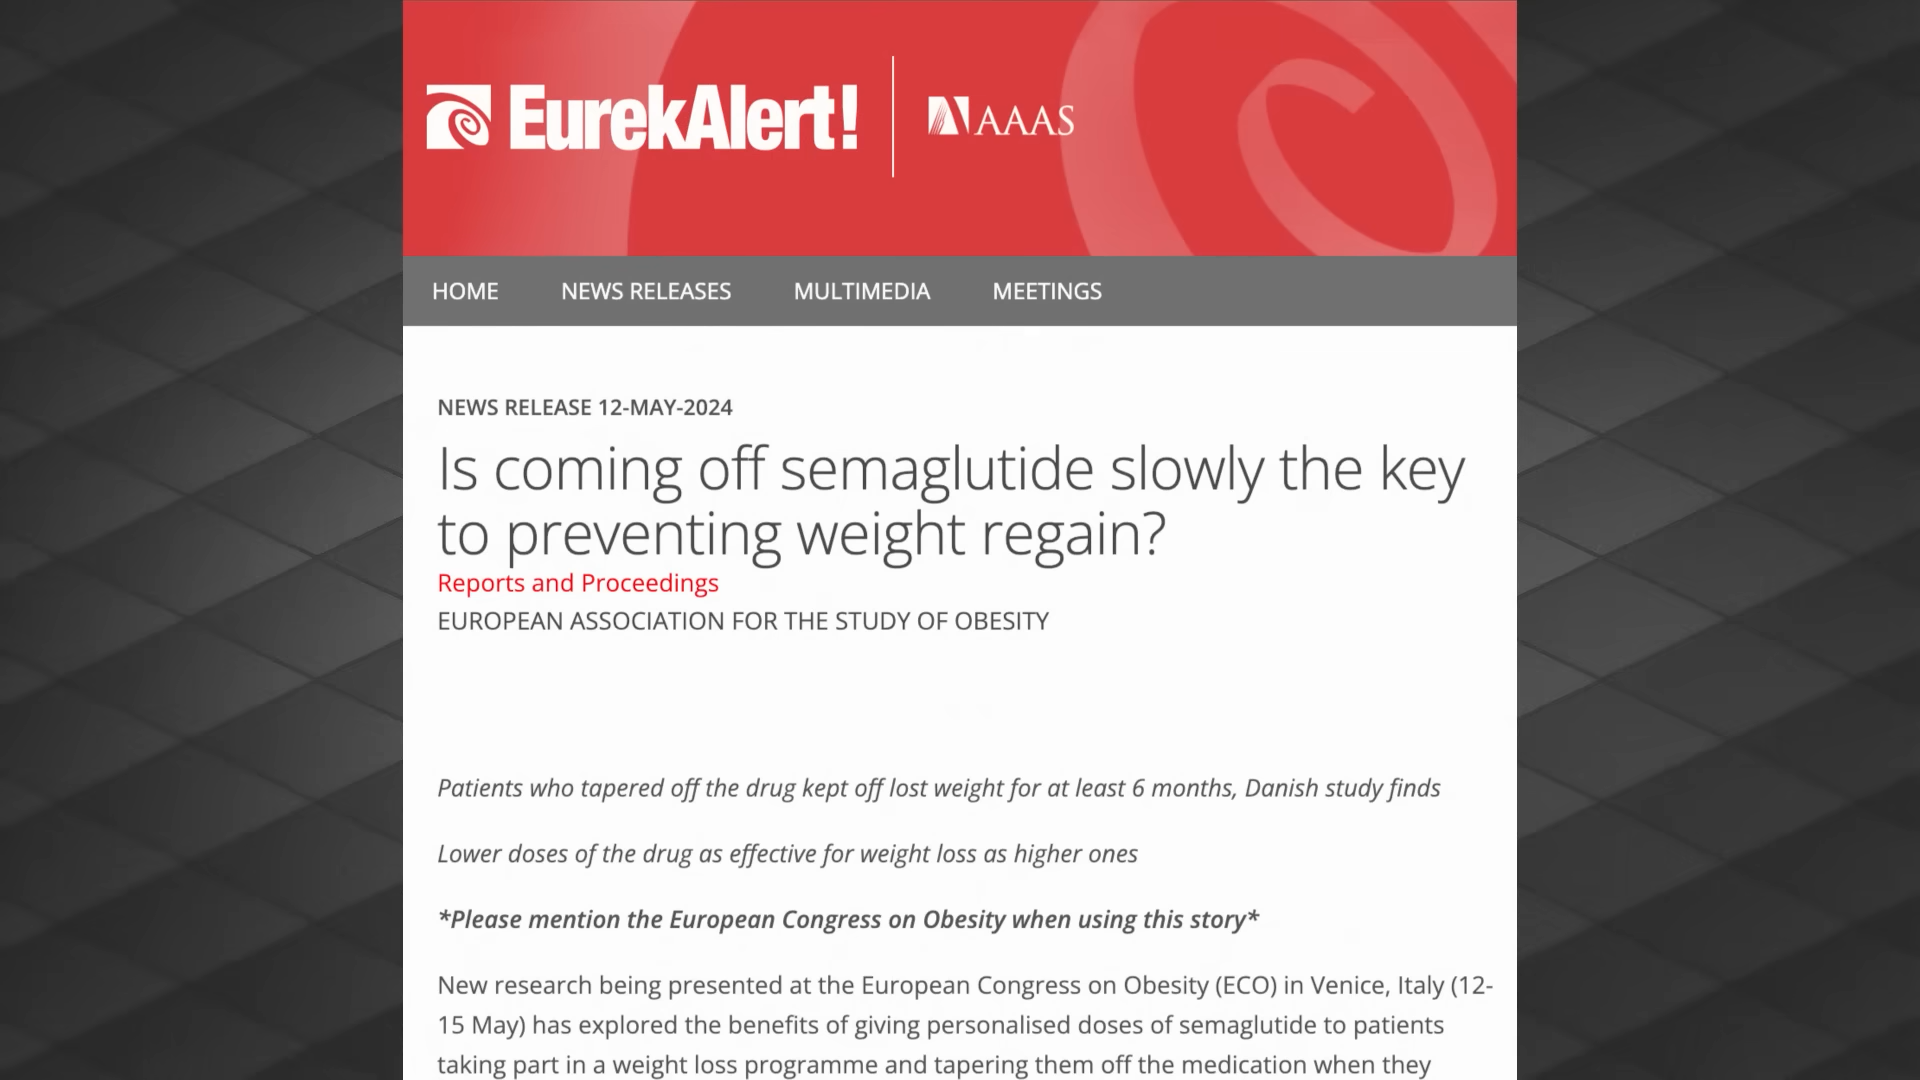 EurekAlert!
AAAS
HOME NEWS RELEASES MULTIMEDIA MEETINGS
NEWS RELEASE 12-MAY-2024
Is coming off semaglutide slowly the key
to preventing weight regain?
Reports and Proceedings
EUROPEAN ASSOCIATION FOR THE STUDY OF OBESITY
Patients who tapered off the drug kept off lost weight for at least 6 months, Danish study finds
Lower doses of the drug as effective for weight loss as higher ones
*Please mention the European Congress on Obesity when using this story*
New research being presented at the European Congress on Obesity (ECO) in Venice, Italy (12-
15 May) has explored the benefits of giving personalised doses of semaglutide to patients
taking part in a weight loss programme and tapering them off the medication when they